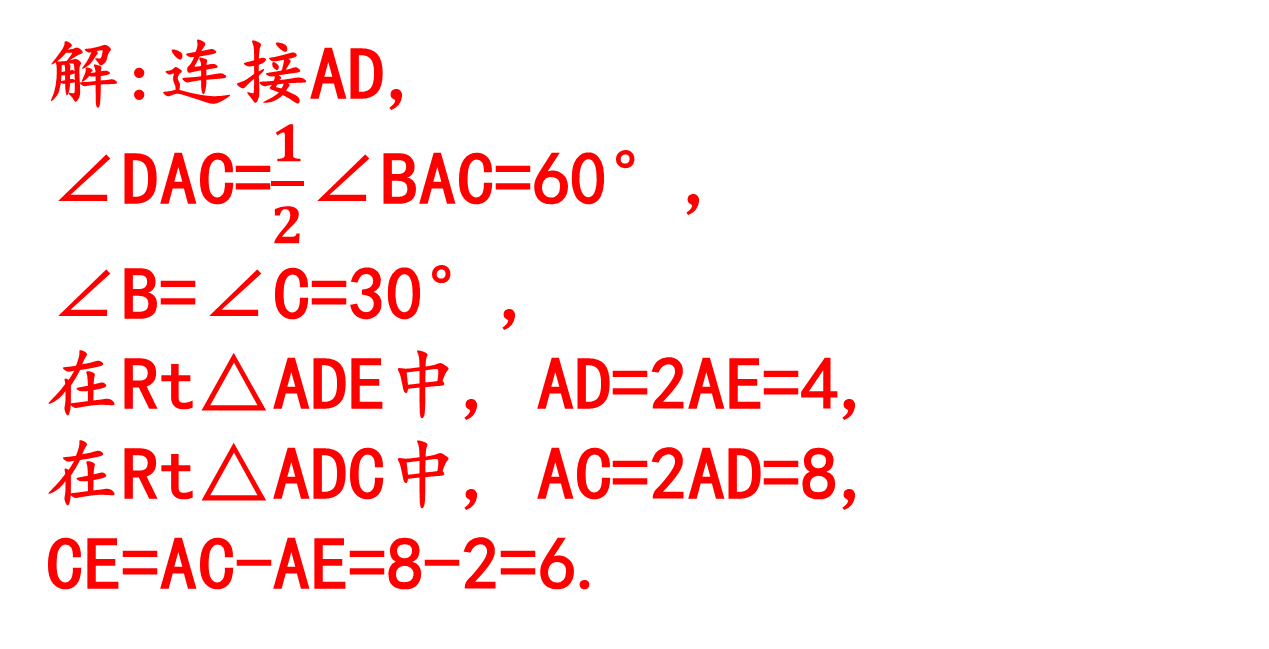 解:连接AD,
∠DAC=\frac{1}{2}∠BAC=60°,
∠B=∠C=30°,
在Rt△ADE中, AD=2AE=4,
在Rt△ADC中, AC=2AD=8,
CE=AC-AE=8-2=6.